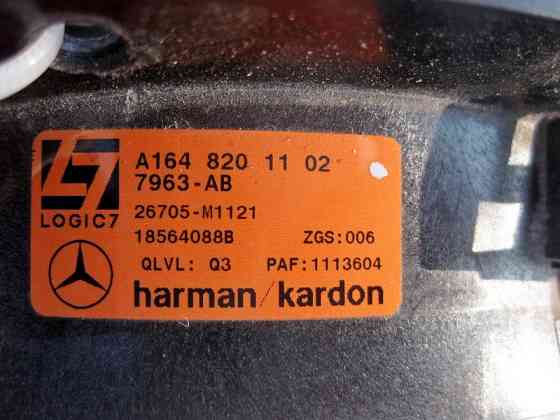 A164 820 11 02
7963-AB
LOGIC7
26705-M1121
18564088B ZGS:006
QLVL: Q3 PAF:1113604
harman/kardon